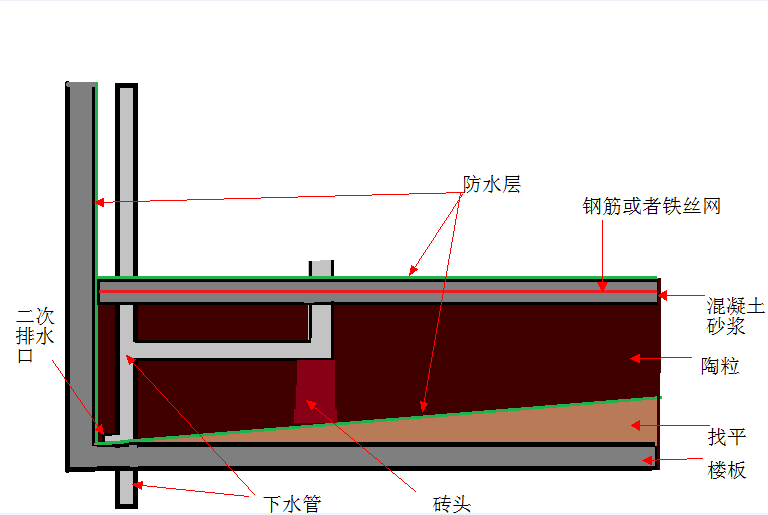 防水层
钢筋或者铁丝网
二次
排水
口
混凝土
砂浆
陶粒
找平
楼板
下水管
砖头